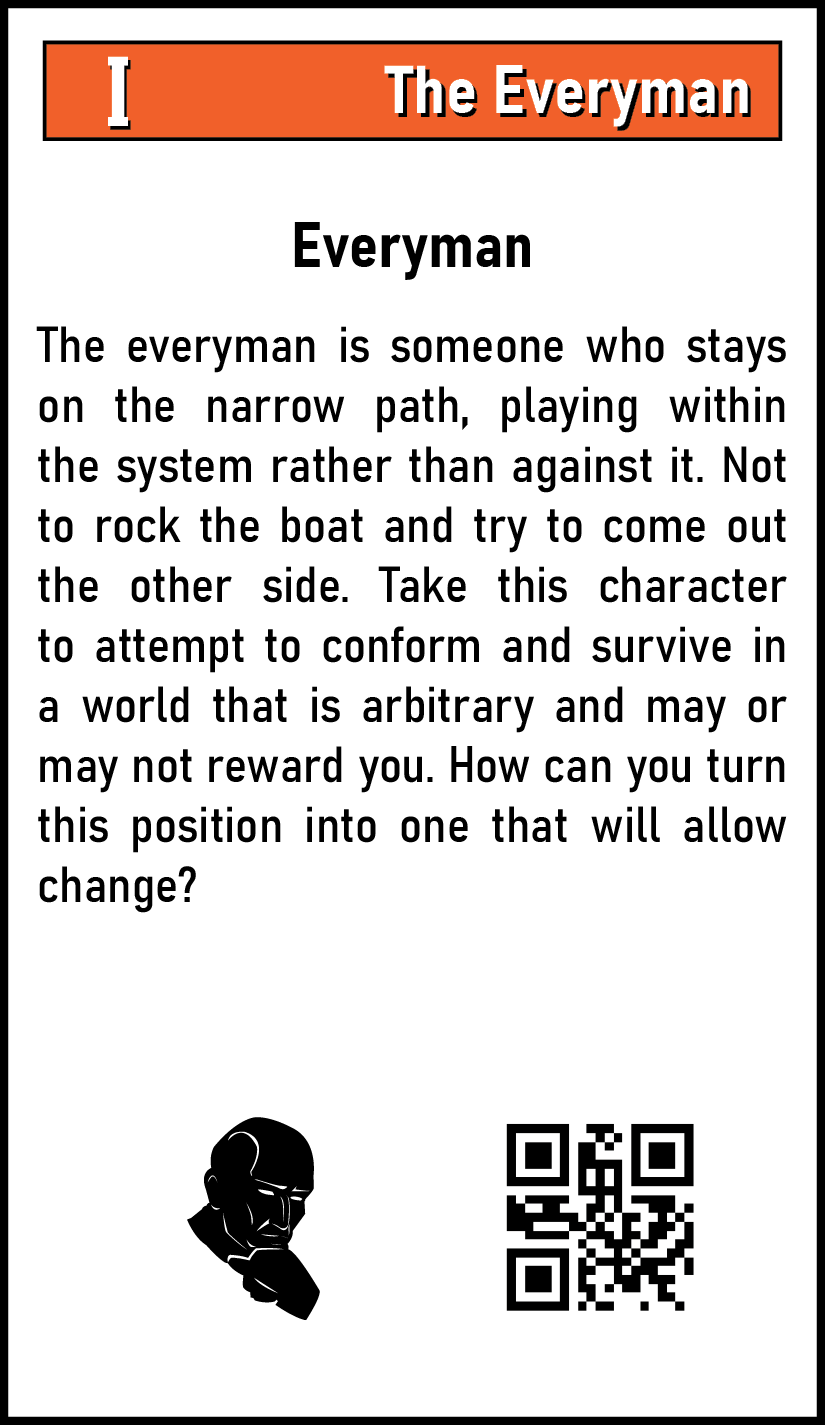 I The Everyman
Everyman
The everyman is someone who stays
on the narrow path, playing within
the system rather than against it. Not
to rock the boat and try to come out
the other side. Take this character
to attempt to conform and survive in
a world that is arbitrary and may or
may not reward you. How can you turn
this position into one that will allow
change?